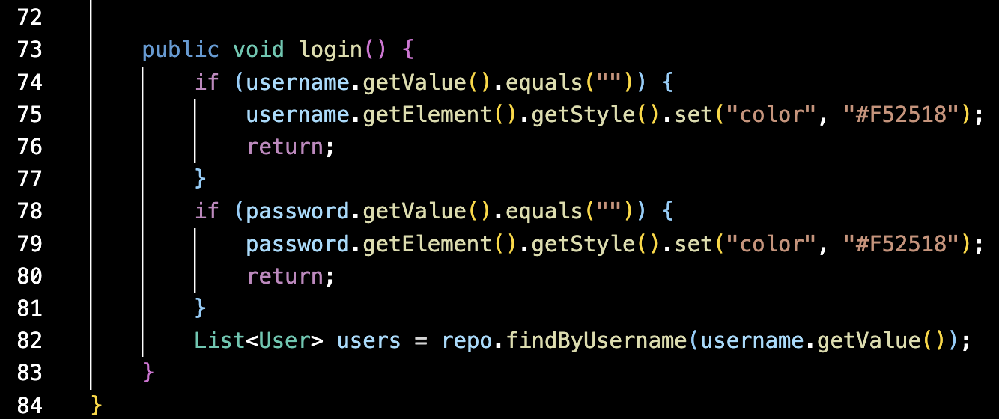 72
73 public void login() {
74 if (username.getValue().equals("")) {
75 username.getElement().getStyle().set("color", "#F52518");
76 return;
77 }
78 if (password.getValue().equals("")) {
79 password.getElement().getStyle().set("color", "#F52518");
80 return;
81 }
82 List<User> users = repo.findByUsername(username.getValue());
83 }
84 }